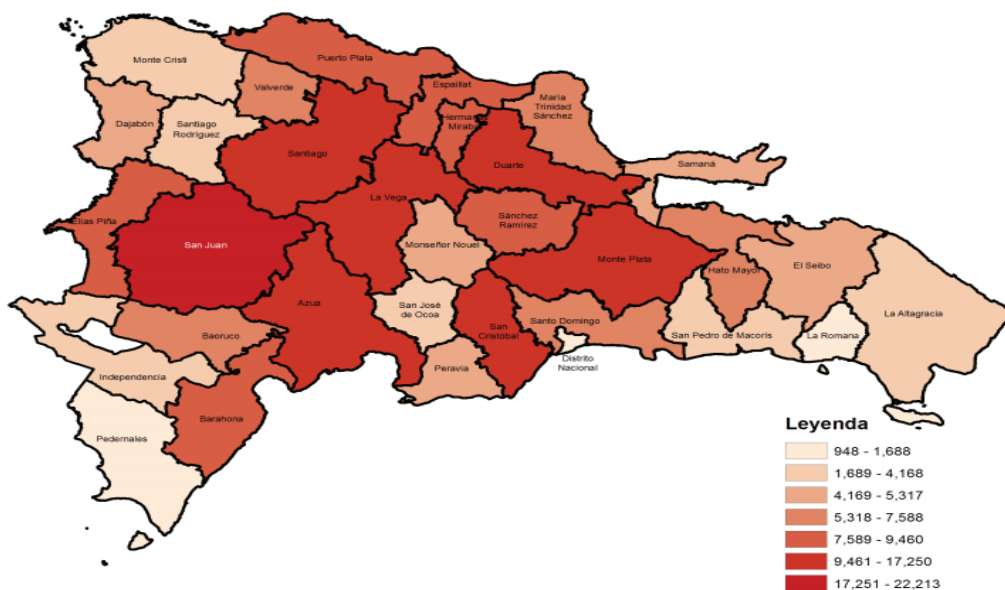 Monte Cristi
Puerto Plata
Espaillat
Valverde
María
Trinidad
Sánchez
Dajabón
Santiago
Rodríguez
Santiago
Duarte
Samaná
La Vega
Sánchez
Ramírez
San Juan
Monseñor Nouel
Monte Plata
Hato Mayor
El Seibo
Azua
San José
de Ocoa
San
Cristóbal
Santo Domingo
San Pedro de Macorís
La Romana
La Altagracia
Baoruco
Distrito
Nacional
Peravia
Independencia
Barahona
Pedernales
Leyenda
948 - 1,688
1,689 - 4,168
4,169 - 5,317
5,318 - 7,588
7,589 - 9,460
9,461 - 17,250
17,251 - 22,213